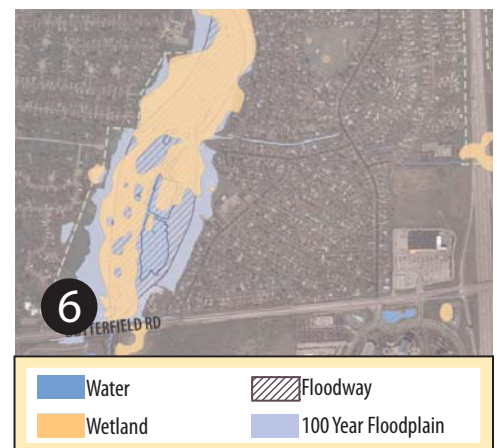 6
TTERFIELD RD
Water
Floodway
Wetland
100 Year Floodplain